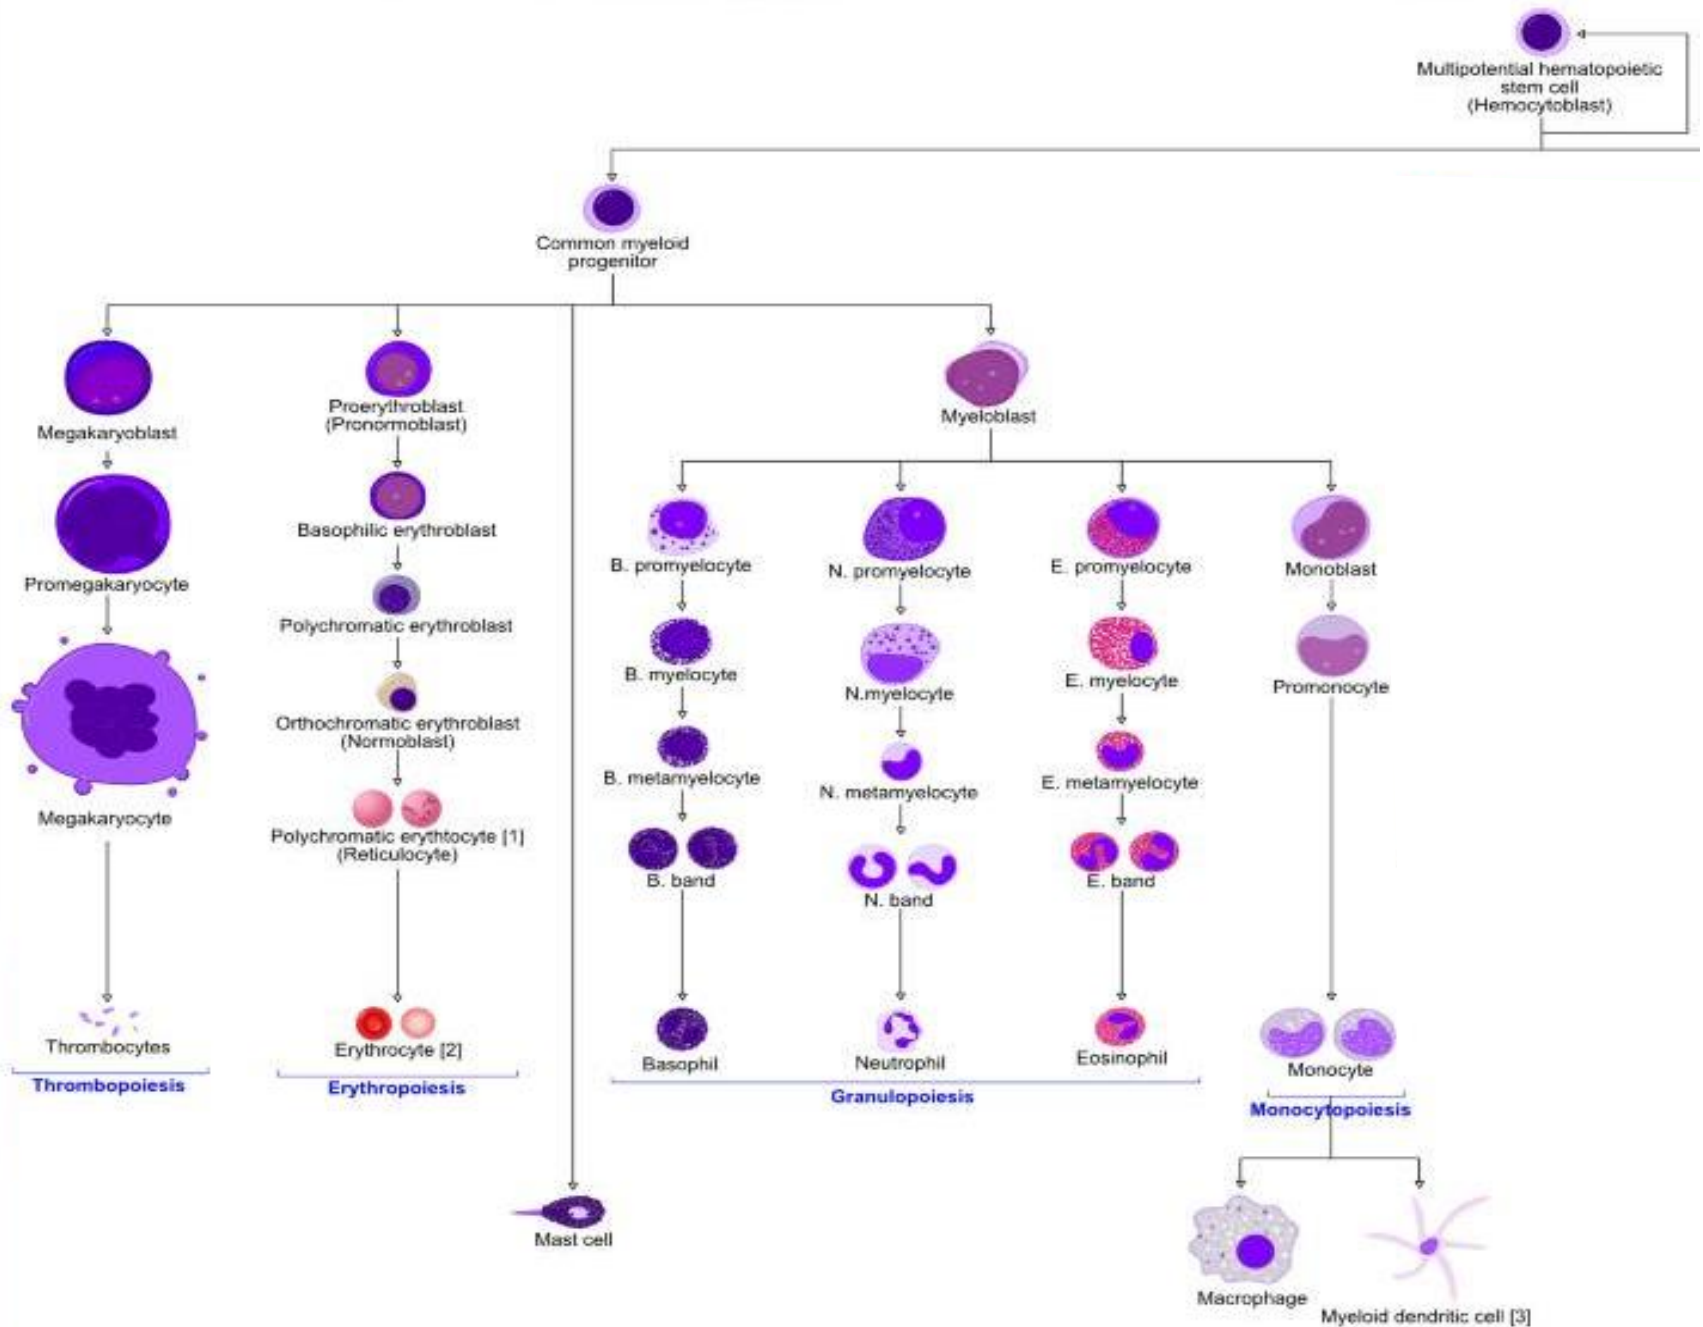 Multipotential hematopoietic
stem cell
(Hemocytoblast)
Common myeloid
progenitor
Megakaryoblast
Promegakaryocyte
Megakaryocyte
Thrombocytes
Thrombopoiesis
Proerythroblast
(Pronormoblast)
Basophilic erythroblast
Polychromatic erythroblast
Orthochromatic erythroblast
(Normoblast)
Polychromatic erythtocyte [1]
(Reticulocyte)
Erythrocyte [2]
Erythropoiesis
Mast cell
Myeloblast
B. promyelocyte
B. myelocyte
B. metamyelocyte
B. band
Basophil
N. promyelocyte
N.myelocyte
N. metamyelocyte
N. band
Neutrophil
E. promyelocyte
E. myelocyte
E. metamyelocyte
E. band
Eosinophil
Granulopoiesis
Monoblast
Promonocyte
Monocyte
Monocytopoiesis
Macrophage
Myeloid dendritic cell [3]